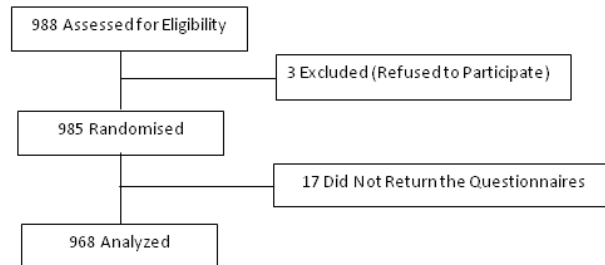 988 Assessed for Eligibility
3 Excluded (Refused to Participate)
985 Randomised
17 Did Not Return the Questionnaires
968 Analyzed